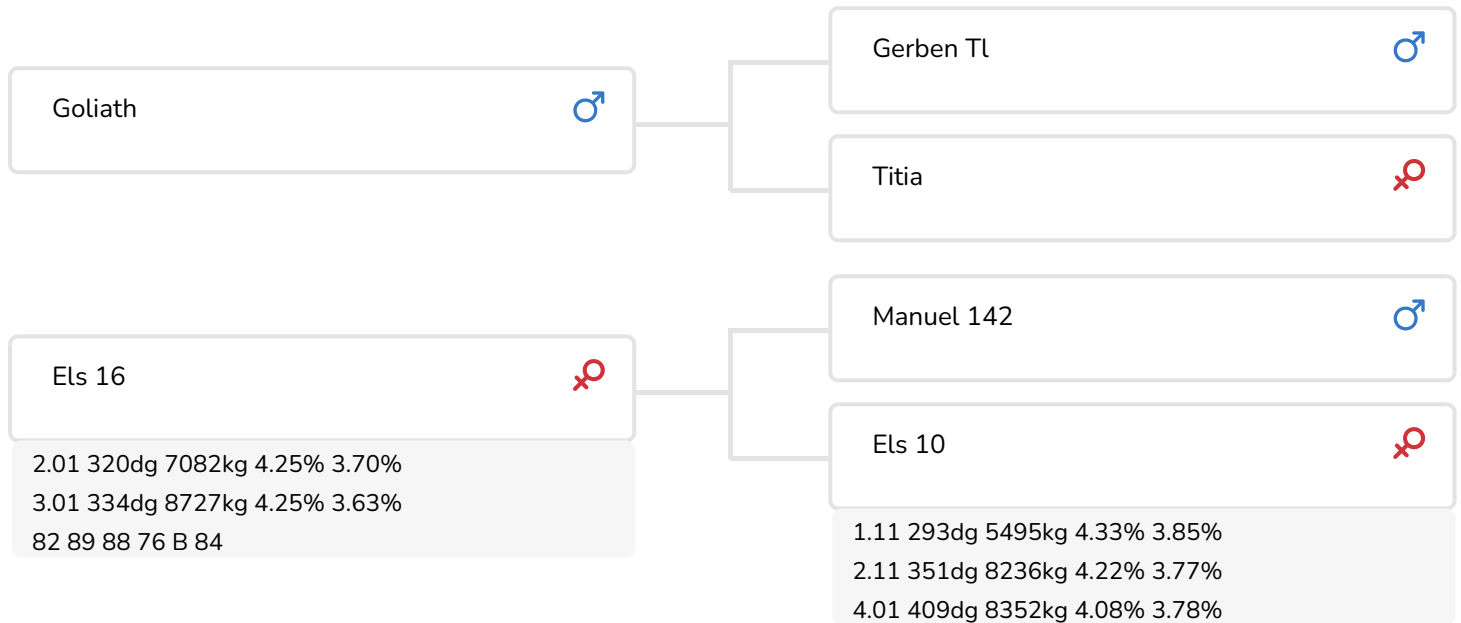 Goliath
Gerben Tl
Titia
Els 16
2.01 320dg 7082kg 4.25% 3.70%
3.01 334dg 8727kg 4.25% 3.63%
82 89 88 76 B 84
Manuel 142
Els 10
1.11 293dg 5495kg 4.33% 3.85%
2.11 351dg 8236kg 4.22% 3.77%
4.01 409dg 8352kg 4.08% 3.78%